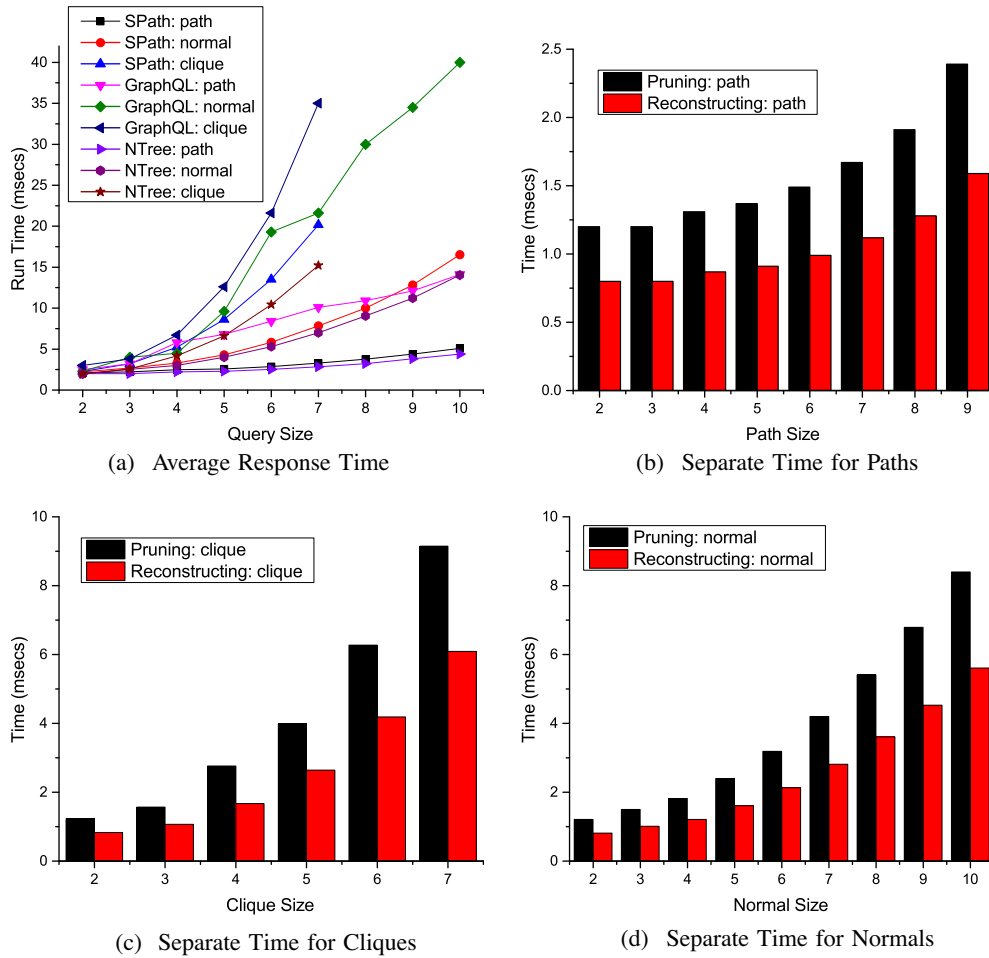 SPath: path
SPath: normal
SPath: clique
GraphQL: path
GraphQL: normal
GraphQL: clique
NTree: path
NTree: normal
NTree: clique
40
35
30
25
20
15
10
5
0
Run Time (msecs)
2 3 4 5 6 7 8 9 10
Query Size
(a) Average Response Time
Pruning: path
Reconstructing: path
2.5
2.0
1.5
1.0
0.5
0.0
Time (msecs)
2 3 4 5 6 7 8 9
Path Size
(b) Separate Time for Paths
Pruning: clique
Reconstructing: clique
10
8
6
4
2
0
Time (msecs)
2 3 4 5 6 7
Clique Size
(c) Separate Time for Cliques
Pruning: normal
Reconstructing: normal
10
8
6
4
2
0
Time (msecs)
2 3 4 5 6 7 8 9 10
Normal Size
(d) Separate Time for Normals